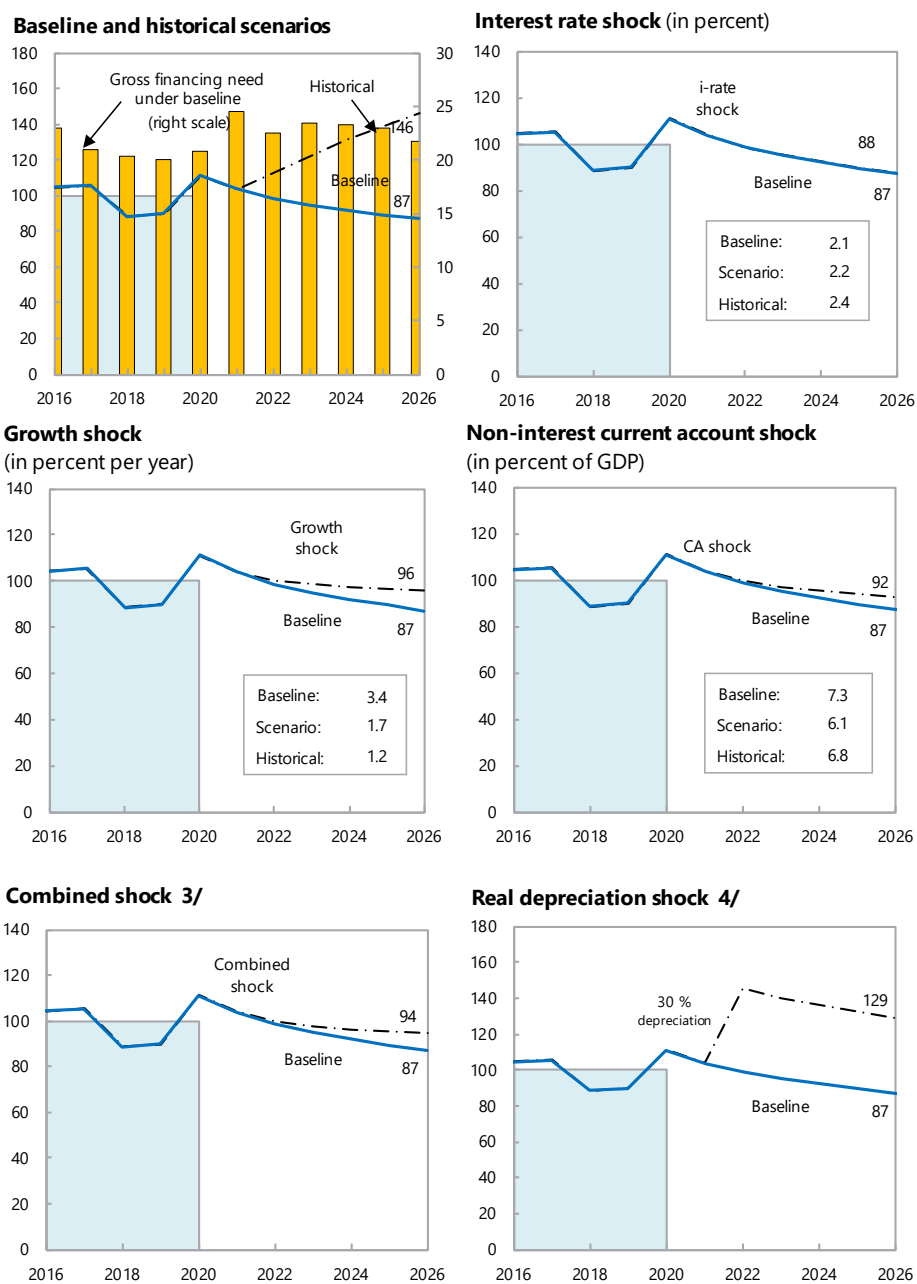 Baseline and historical scenarios
180
160
140
120
100
80
60
40
20
0
30
25
20
15
10
5
0
Gross financing need
under baseline
(right scale)
Historical
146
Baseline
87
2016 2018 2020 2022 2024 2026
Interest rate shock (in percent)
140
120
100
80
60
40
20
0
i-rate
shock
88
Baseline
87
Baseline: 2.1
Scenario: 2.2
Historical: 2.4
2016 2018 2020 2022 2024 2026
Growth shock
(in percent per year)
140
120
100
80
60
40
20
0
Growth
shock
96
Baseline
87
Baseline: 3.4
Scenario: 1.7
Historical: 1.2
2016 2018 2020 2022 2024 2026
Non-interest current account shock
(in percent of GDP)
140
120
100
80
60
40
20
0
CA shock
92
Baseline
87
Baseline: 7.3
Scenario: 6.1
Historical: 6.8
2016 2018 2020 2022 2024 2026
Combined shock 3/
140
120
100
80
60
40
20
0
Combined
shock
94
Baseline
87
2016 2018 2020 2022 2024 2026
Real depreciation shock 4/
180
160
140
120
100
80
60
40
20
0
30 %
depreciation
129
Baseline
87
2016 2018 2020 2022 2024 2026